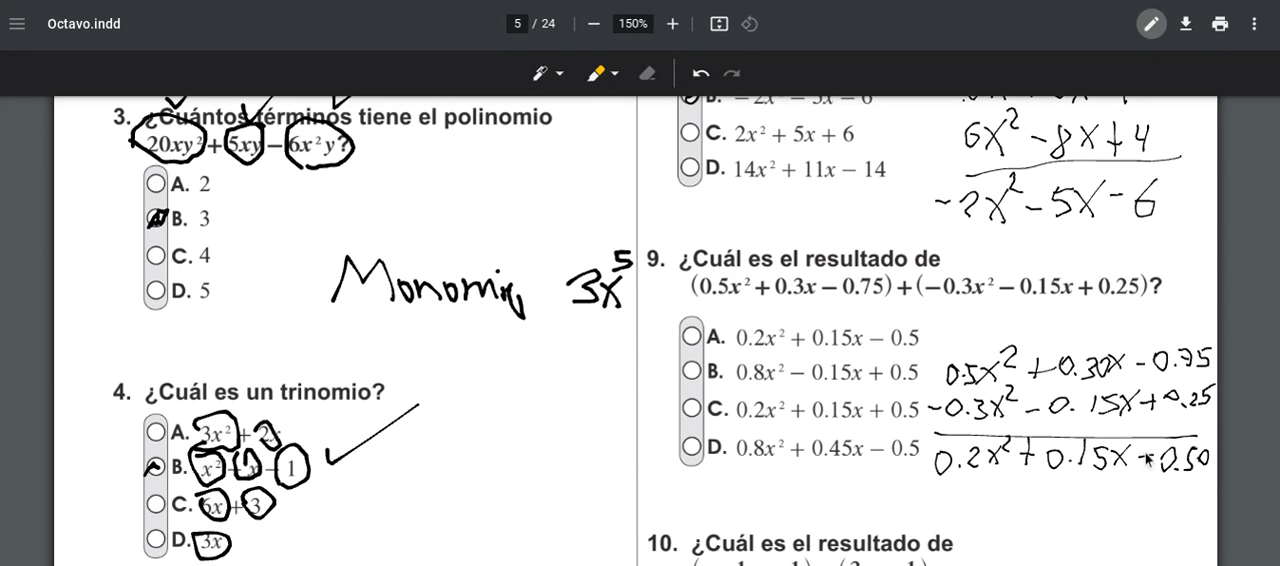 Octavo.indd
5 / 24
150%
3. ¿Cuántos términos tiene el polinomio
20xy² + 5xy − 6x²y?
A. 2
B. 3
C. 4
D. 5
Monomio 3x⁵
4. ¿Cuál es un trinomio?
A. 3x² + 2x
B. x² − x − 1
C. 6x + 3
D. 3x
C. 2x² + 5x + 6
D. 14x² + 11x − 14
6x² − 8x + 4
−2x² − 5x − 6
9. ¿Cuál es el resultado de
(0.5x² + 0.3x − 0.75) + (−0.3x² − 0.15x + 0.25)?
A. 0.2x² + 0.15x − 0.5
B. 0.8x² − 0.15x + 0.5
C. 0.2x² + 0.15x + 0.5
D. 0.8x² + 0.45x − 0.5
0.5x² + 0.30x − 0.75
−0.3x² − 0.15x + 0.25
0.2x² + 0.15x − 0.50
10. ¿Cuál es el resultado de